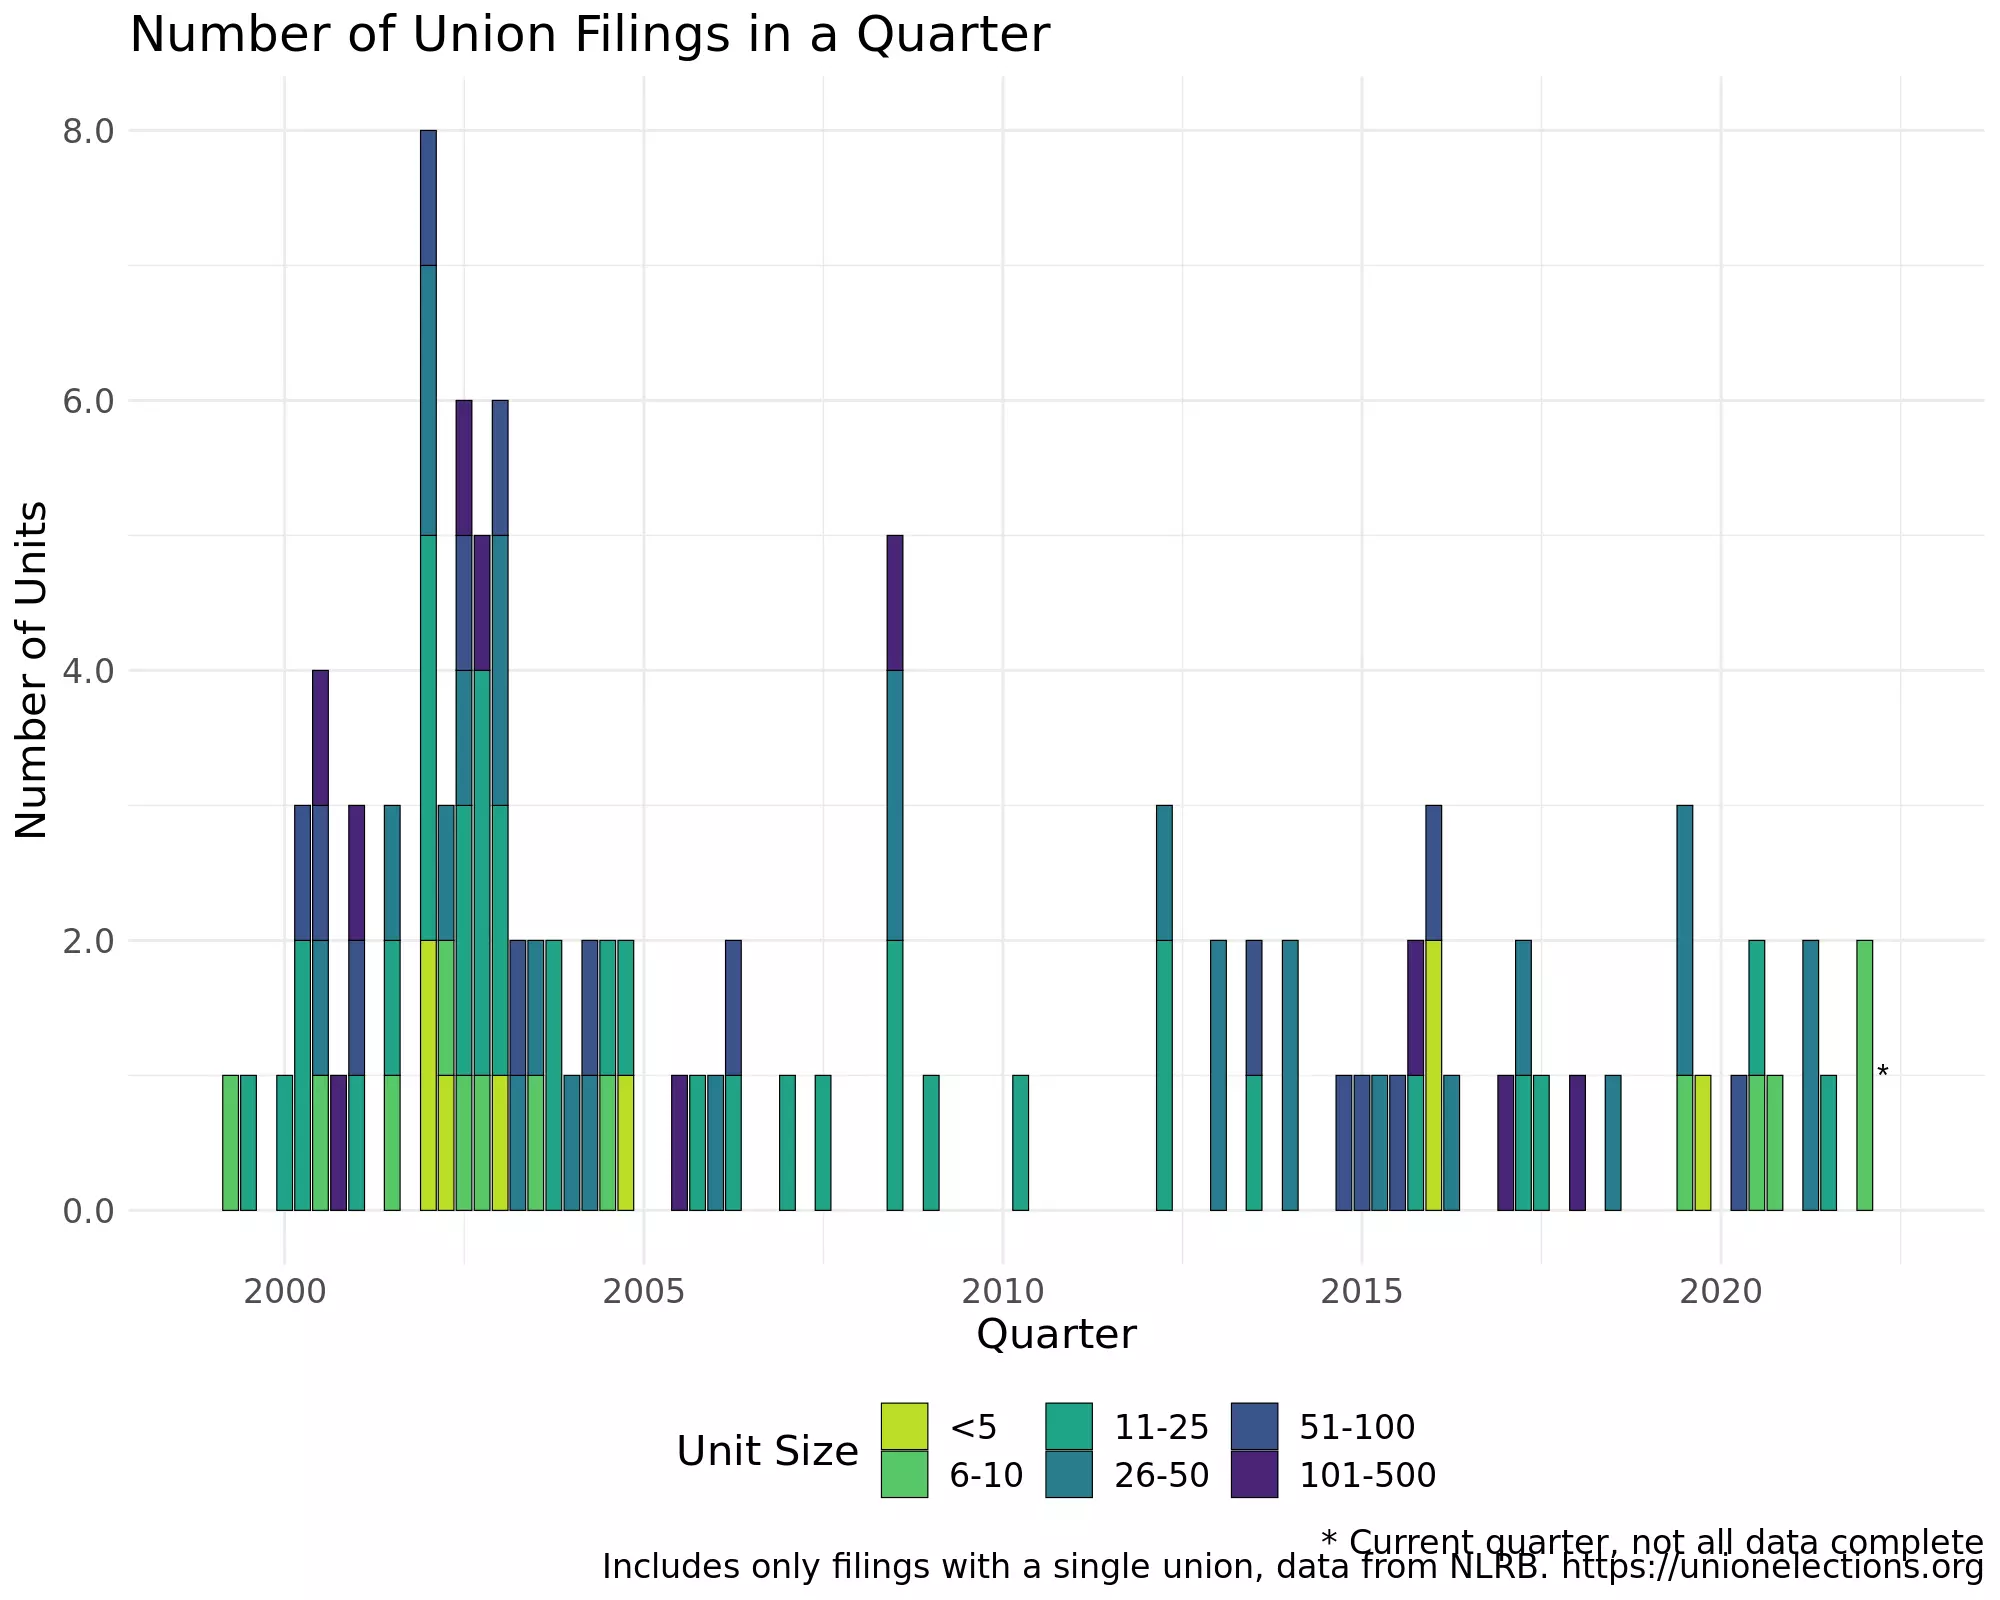 Number of Union Filings in a Quarter
8.0
6.0
4.0
2.0
0.0
Number of Units
*
2000 2005 2010 2015 2020
Quarter
Unit Size
<5 11-25 51-100
6-10 26-50 101-500
* Current quarter, not all data complete
Includes only filings with a single union, data from NLRB. https://unionelections.org